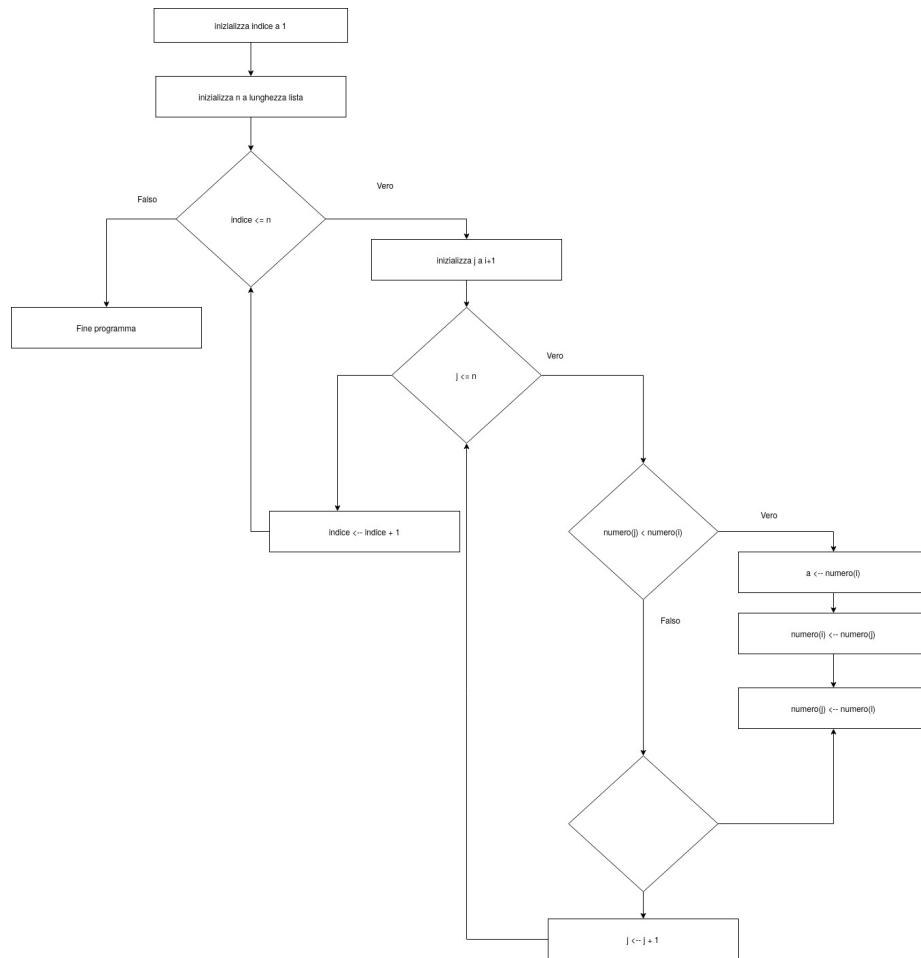 inizializza indice a 1
inizializza n a lunghezza lista
Falso
Vero
indice <= n
inizializza j a i+1
Fine programma
Vero
j <= n
indice <-- indice + 1
numero(j) < numero(i)
Vero
a <-- numero(i)
Falso
numero(i) <-- numero(j)
numero(j) <-- numero(i)
j <-- j + 1